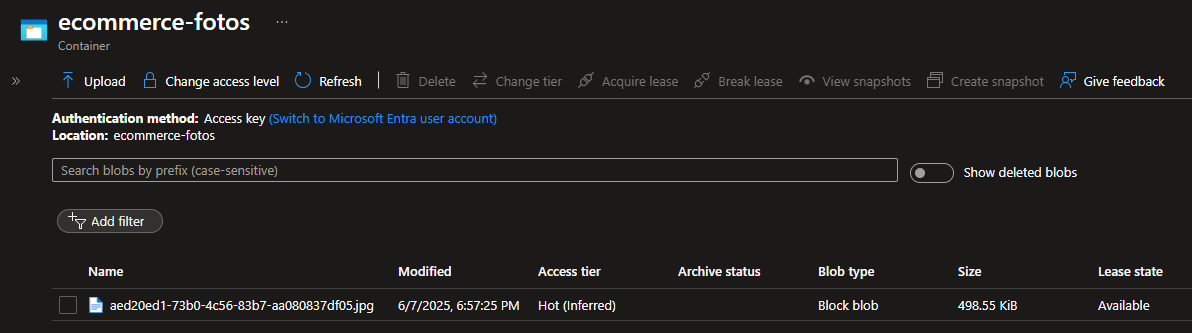 ecommerce-fotos ...
Container
» Upload Change access level Refresh Delete Change tier Acquire lease Break lease View snapshots Create snapshot Give feedback
Authentication method: Access key (Switch to Microsoft Entra user account)
Location: ecommerce-fotos
Search blobs by prefix (case-sensitive) Show deleted blobs
Add filter
Name Modified Access tier Archive status Blob type Size Lease state
aed20ed1-73b0-4c56-83b7-aa080837df05.jpg 6/7/2025, 6:57:25 PM Hot (Inferred) Block blob 498.55 KiB Available